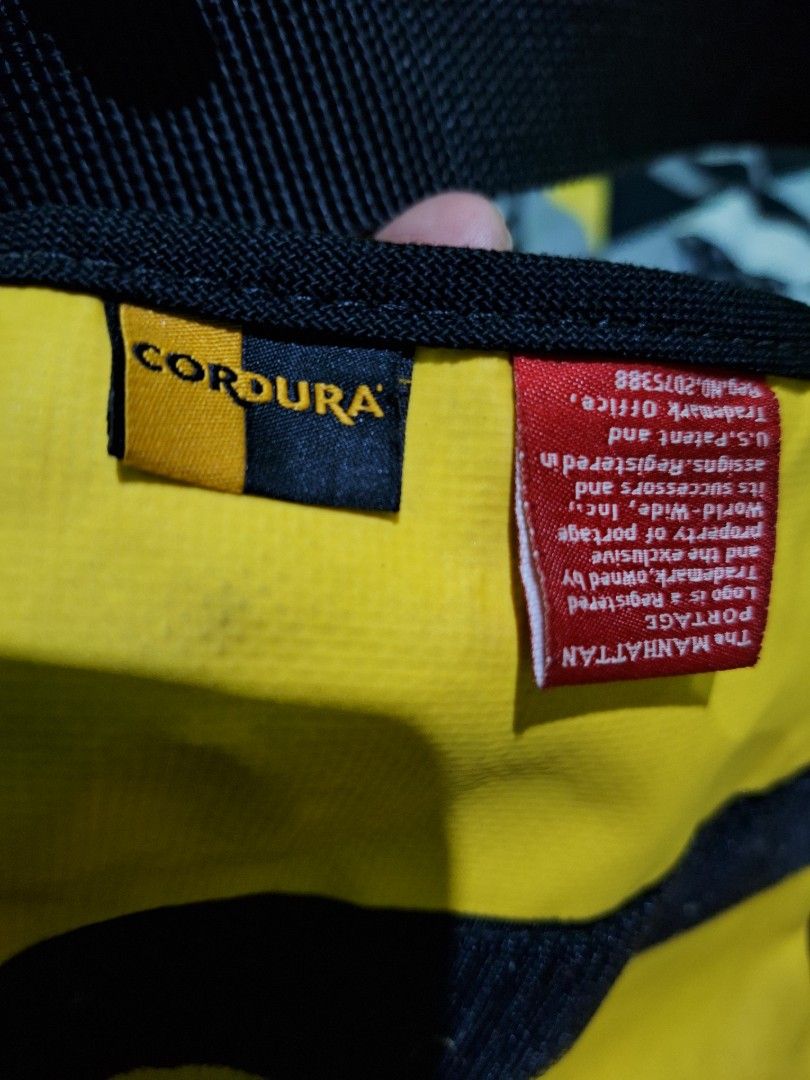 CORDURA
The MANHATTAN
PORTAGE
Logo is a Registered
Trademark,owned by
and the exclusive
property of portage
World-Wide, Inc.,
its successors and
assigns.Registered in
U.S.Patent and
Trademark Office,
Reg.NO,2075388